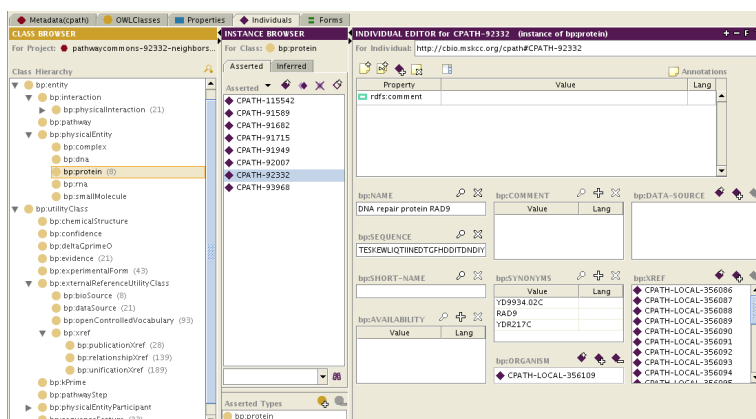 Metadata(cpath) OWLClasses Properties Individuals Forms
CLASS BROWSER
For Project: pathwaycommons-92332-neighbors...
Class Hierarchy
bp:entity
bp:interaction
bp:physicalInteraction (21)
bp:pathway
bp:physicalEntity
bp:complex
bp:dna
bp:protein (8)
bp:rna
bp:smallMolecule
bp:utilityClass
bp:chemicalStructure
bp:confidence
bp:deltaGprimeO
bp:evidence (21)
bp:experimentalForm (43)
bp:externalReferenceUtilityClass
bp:bioSource (8)
bp:dataSource (21)
bp:openControlledVocabulary (93)
bp:xref
bp:publicationXref (28)
bp:relationshipXref (139)
bp:unificationXref (189)
bp:kPrime
bp:pathwayStep
bp:physicalEntityParticipant
INSTANCE BROWSER
For Class: bp:protein
Asserted Inferred
Asserted
CPATH-115542
CPATH-91589
CPATH-91682
CPATH-91715
CPATH-91949
CPATH-92007
CPATH-92332
CPATH-93968
Asserted Types
bp:protein
INDIVIDUAL EDITOR for CPATH-92332 (instance of bp:protein)
For Individual: http://cbio.mskcc.org/cpath#CPATH-92332
Annotations
Property Value Lang
rdfs:comment
bp:NAME
DNA repair protein RAD9
bp:SEQUENCE
TESKEWLIQTIINEDTGFHDDITDNDIY
bp:SHORT-NAME
bp:AVAILABILITY
Value Lang
bp:COMMENT
Value Lang
bp:SYNONYMS
Value Lang
YD9934.02C
RAD9
YDR217C
bp:ORGANISM
CPATH-LOCAL-356109
bp:DATA-SOURCE
bp:XREF
CPATH-LOCAL-356086
CPATH-LOCAL-356087
CPATH-LOCAL-356088
CPATH-LOCAL-356089
CPATH-LOCAL-356090
CPATH-LOCAL-356091
CPATH-LOCAL-356092
CPATH-LOCAL-356093
CPATH-LOCAL-356094